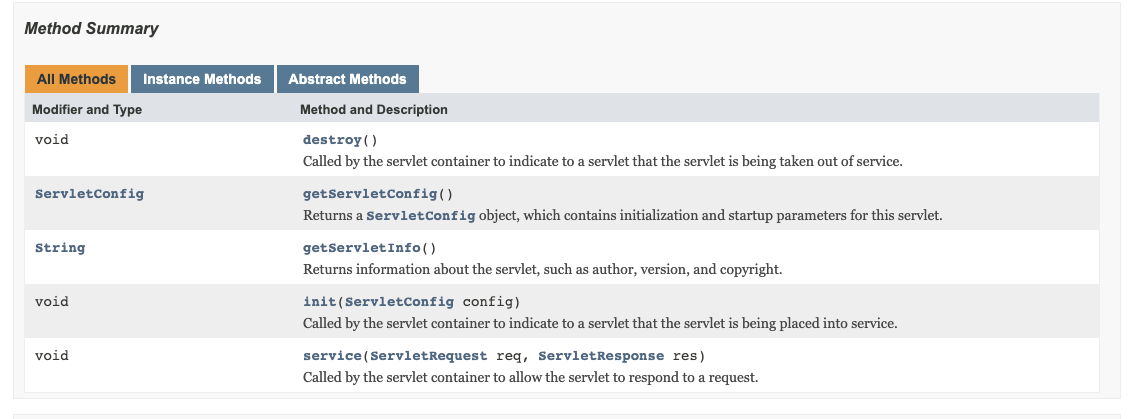 Method Summary
All Methods Instance Methods Abstract Methods
Modifier and Type Method and Description
void destroy()
Called by the servlet container to indicate to a servlet that the servlet is being taken out of service.
ServletConfig getServletConfig()
Returns a ServletConfig object, which contains initialization and startup parameters for this servlet.
String getServletInfo()
Returns information about the servlet, such as author, version, and copyright.
void init(ServletConfig config)
Called by the servlet container to indicate to a servlet that the servlet is being placed into service.
void service(ServletRequest req, ServletResponse res)
Called by the servlet container to allow the servlet to respond to a request.